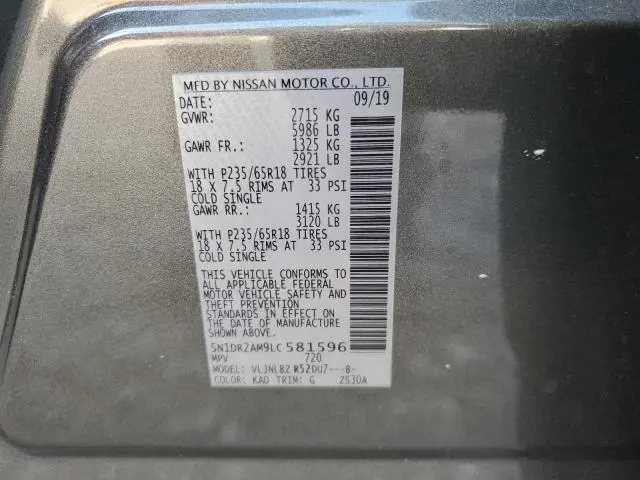 MFD BY NISSAN MOTOR CO., LTD.
DATE: 09/19
GVWR: 2715 KG
5986 LB
GAWR FR.: 1325 KG
2921 LB
WITH P235/65R18 TIRES
18 X 7.5 RIMS AT 33 PSI
COLD SINGLE
GAWR RR.: 1415 KG
3120 LB
WITH P235/65R18 TIRES
18 X 7.5 RIMS AT 33 PSI
COLD SINGLE
THIS VEHICLE CONFORMS TO
ALL APPLICABLE FEDERAL
MOTOR VEHICLE SAFETY AND
THEFT PREVENTION
STANDARDS IN EFFECT ON
THE DATE OF MANUFACTURE
SHOWN ABOVE.
5N1DR2AM9LC581596
MPV 720
MODEL: VL3NLBZ R52DU7---B-
COLOR: KAD TRIM: G ZS30A